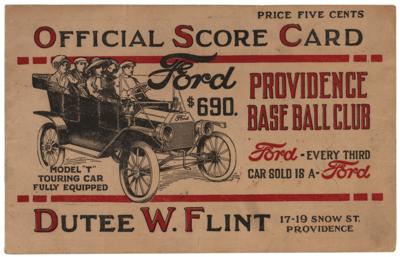 PRICE FIVE CENTS
OFFICIAL SCORE CARD
Ford
$690.
PROVIDENCE
BASE BALL CLUB
Ford - EVERY THIRD
CAR SOLD IS A - Ford
MODEL "T"
TOURING CAR
FULLY EQUIPPED
DUTEE W. FLINT
17-19 SNOW ST.
PROVIDENCE